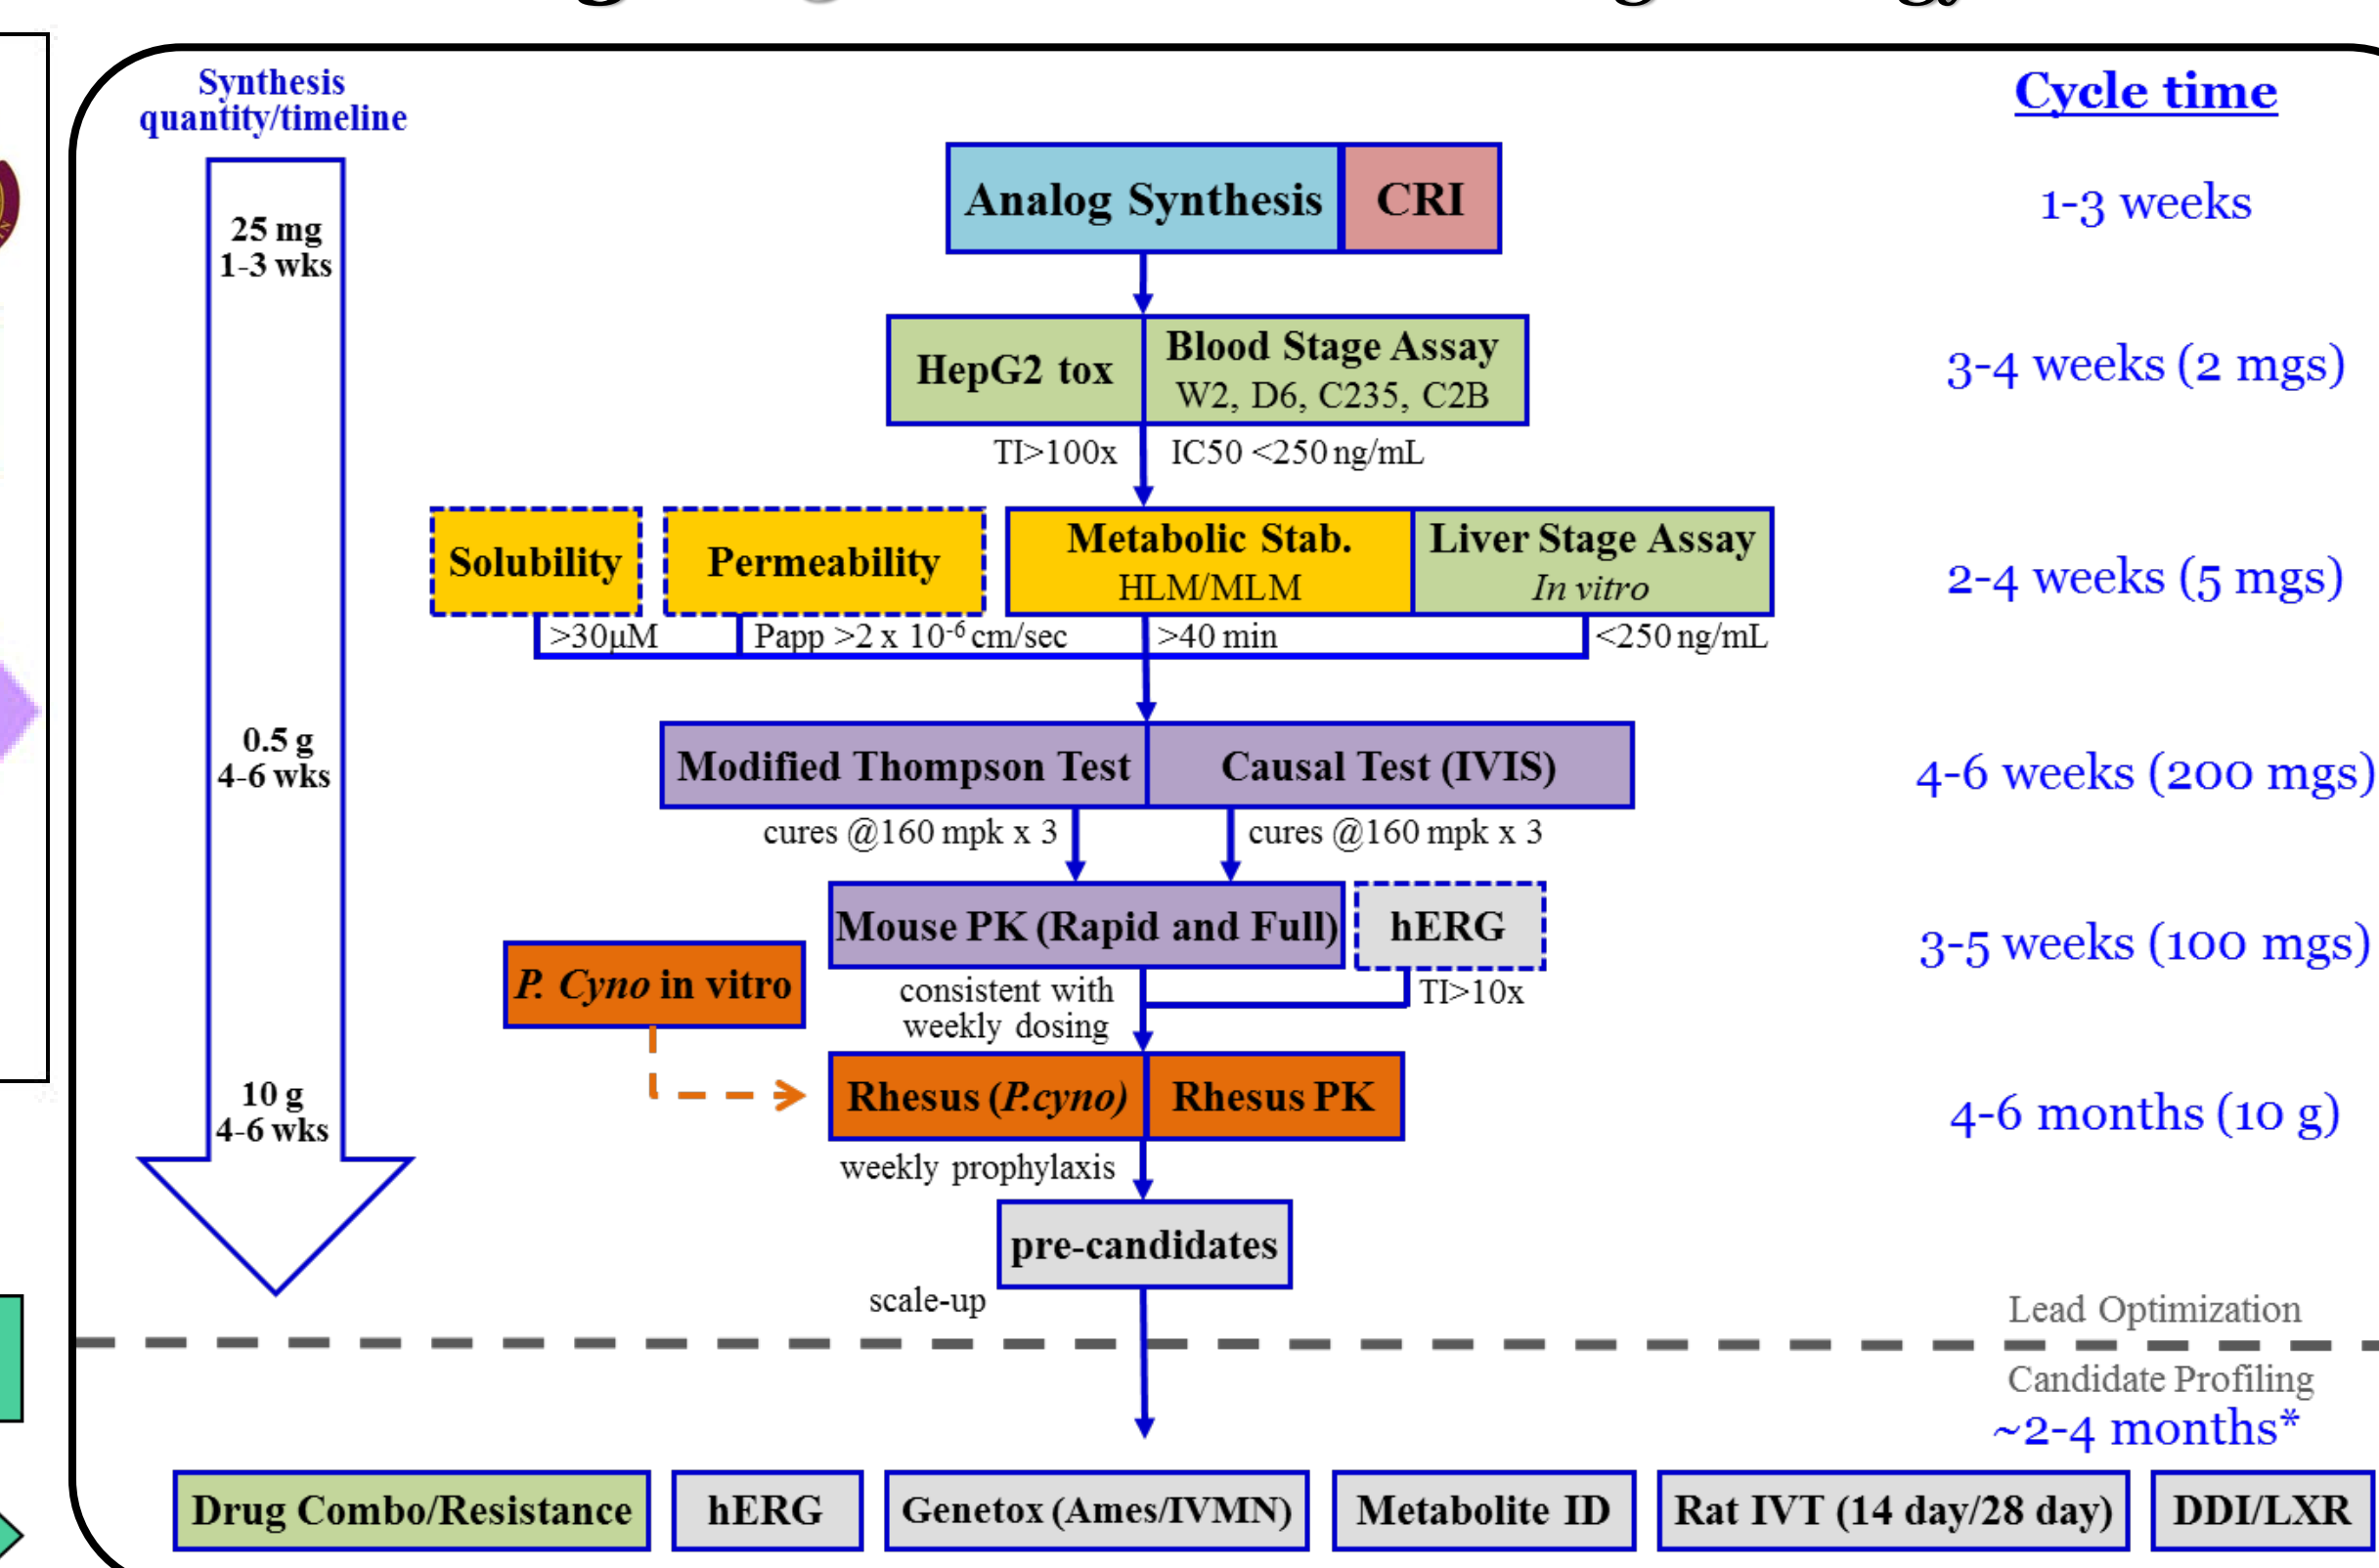 Synthesis
quantity/timeline
Cycle time
25 mg
1-3 wks
Analog Synthesis
CRI
1-3 weeks
HepG2 tox
Blood Stage Assay
W2, D6, C235, C2B
3-4 weeks (2 mgs)
TI>100x
IC50 <250 ng/mL
Solubility
Permeability
Metabolic Stab.
HLM/MLM
Liver Stage Assay
In vitro
2-4 weeks (5 mgs)
>30µM
Papp >2 x 10⁻⁶ cm/sec
>40 min
<250 ng/mL
0.5 g
4-6 wks
Modified Thompson Test
Causal Test (IVIS)
4-6 weeks (200 mgs)
cures @160 mpk x 3
cures @160 mpk x 3
Mouse PK (Rapid and Full)
hERG
3-5 weeks (100 mgs)
P. Cyno in vitro
consistent with
weekly dosing
TI>10x
10 g
4-6 wks
Rhesus (P.cyno)
Rhesus PK
4-6 months (10 g)
weekly prophylaxis
pre-candidates
scale-up
Lead Optimization
Candidate Profiling
~2-4 months*
Drug Combo/Resistance
hERG
Genetox (Ames/IVMN)
Metabolite ID
Rat IVT (14 day/28 day)
DDI/LXR